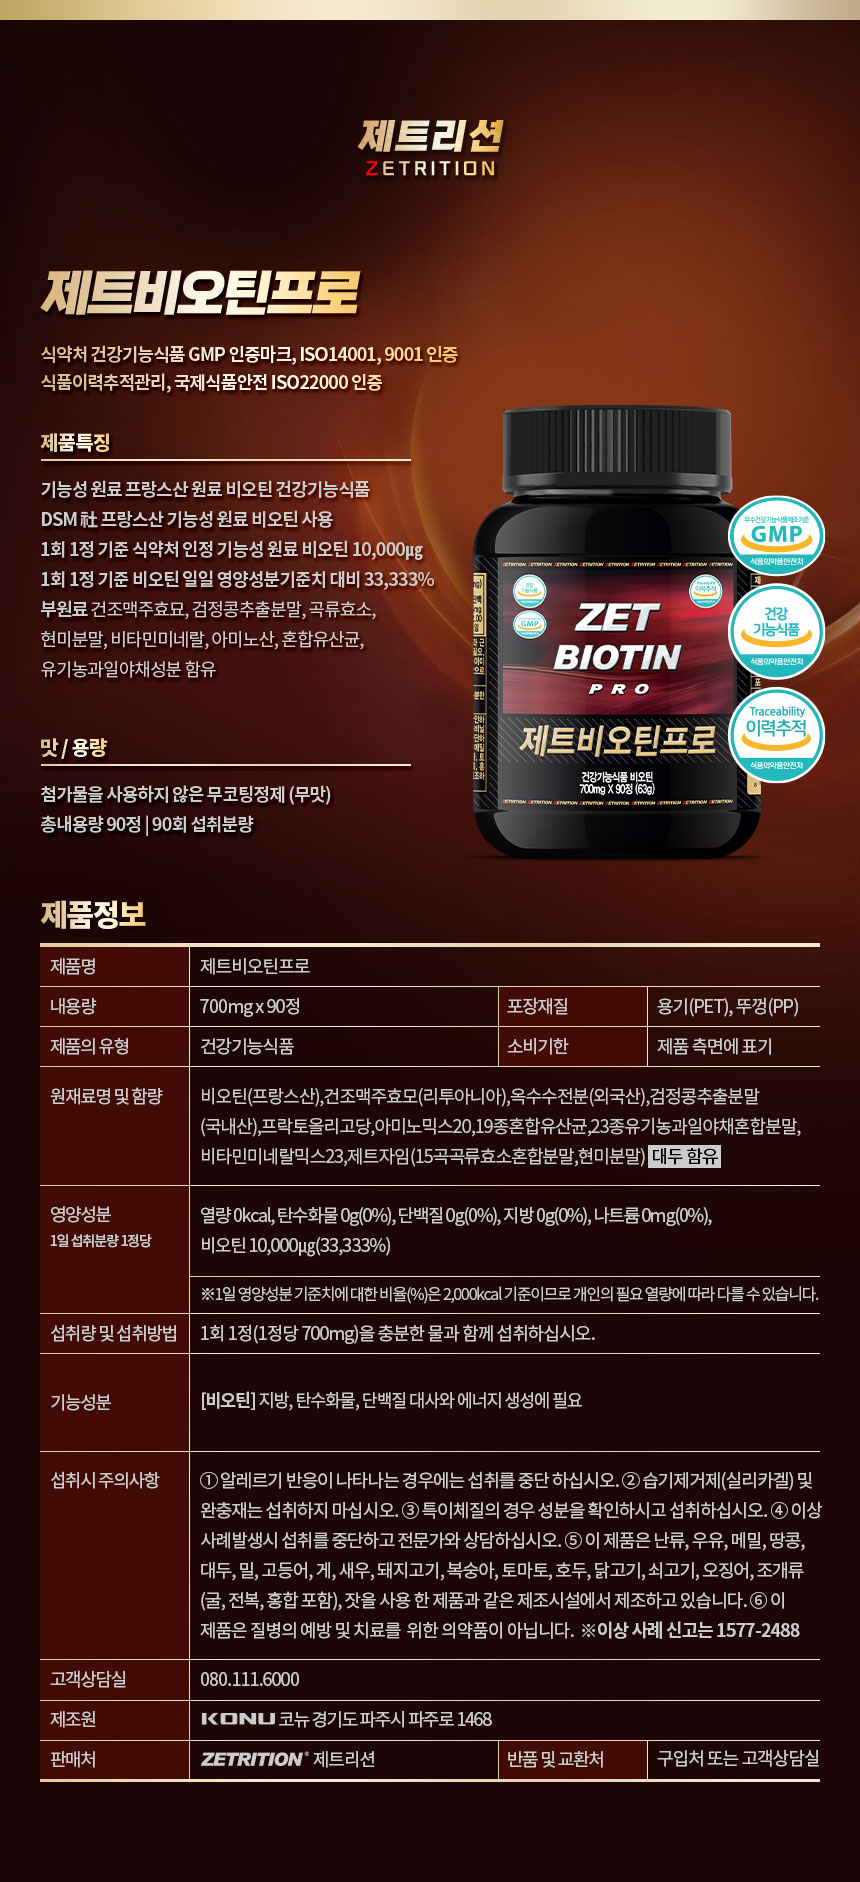 제트리션
ZETRITION
제트비오틴프로
식약처 건강기능식품 GMP 인증마크, ISO14001, 9001 인증
식품이력추적관리, 국제식품안전 ISO22000 인증
제품특징
기능성 원료 프랑스산 원료 비오틴 건강기능식품
DSM 社 프랑스산 기능성 원료 비오틴 사용
1회 1정 기준 식약처 인정 기능성 원료 비오틴 10,000㎍
1회 1정 기준 비오틴 일일 영양성분기준치 대비 33,333%
부원료 건조맥주효모, 검정콩추출분말, 곡류효소,
현미분말, 비타민미네랄, 아미노산, 혼합유산균,
유기농과일야채성분 함유
맛 / 용량
첨가물을 사용하지 않은 무코팅정제 (무맛)
총내용량 90정 | 90회 섭취분량
건강
기능식품
GMP
Traceability
이력추적
ZET
BIOTIN
PRO
제트비오틴프로
건강기능식품 비오틴
700mg X 90정 (63g)
우수건강기능식품제조기준
GMP
식품의약품안전처
건강
기능식품
식품의약품안전처
Traceability
이력추적
식품의약품안전처
제품정보
제품명 제트비오틴프로
내용량 700mg x 90정 포장재질 용기(PET), 뚜껑(PP)
제품의 유형 건강기능식품 소비기한 제품 측면에 표기
원재료명 및 함량 비오틴(프랑스산),건조맥주효모(리투아니아),옥수수전분(외국산),검정콩추출분말
(국내산),프락토올리고당,아미노믹스20,19종혼합유산균,23종유기농과일야채혼합분말,
비타민미네랄믹스23,제트자임(15곡곡류효소혼합분말,현미분말) 대두 함유
영양성분 열량 0kcal, 탄수화물 0g(0%), 단백질 0g(0%), 지방 0g(0%), 나트륨 0mg(0%),
1일 섭취분량 1정당 비오틴 10,000㎍(33,333%)
※1일 영양성분 기준치에 대한 비율(%)은 2,000kcal 기준이므로 개인의 필요 열량에 따라 다를 수 있습니다.
섭취량 및 섭취방법 1회 1정(1정당 700mg)을 충분한 물과 함께 섭취하십시오.
기능성분 [비오틴] 지방, 탄수화물, 단백질 대사와 에너지 생성에 필요
섭취시 주의사항 ① 알레르기 반응이 나타나는 경우에는 섭취를 중단 하십시오. ② 습기제거제(실리카겔) 및
완충재는 섭취하지 마십시오. ③ 특이체질의 경우 성분을 확인하시고 섭취하십시오. ④ 이상
사례발생시 섭취를 중단하고 전문가와 상담하십시오. ⑤ 이 제품은 난류, 우유, 메밀, 땅콩,
대두, 밀, 고등어, 게, 새우, 돼지고기, 복숭아, 토마토, 호두, 닭고기, 쇠고기, 오징어, 조개류
(굴, 전복, 홍합 포함), 잣을 사용 한 제품과 같은 제조시설에서 제조하고 있습니다. ⑥ 이
제품은 질병의 예방 및 치료를 위한 의약품이 아닙니다. ※이상 사례 신고는 1577-2488
고객상담실 080.111.6000
제조원 KONU 코뉴 경기도 파주시 파주로 1468
판매처 ZETRITION® 제트리션 반품 및 교환처 구입처 또는 고객상담실